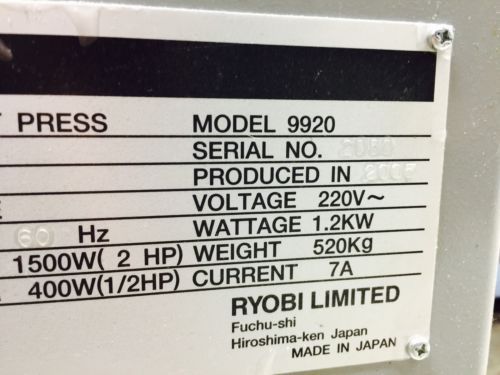 PRESS MODEL 9920
SERIAL NO.
PRODUCED IN
VOLTAGE 220V~
60 Hz WATTAGE 1.2KW
1500W( 2 HP) WEIGHT 520Kg
400W(1/2HP) CURRENT 7A
RYOBI LIMITED
Fuchu-shi
Hiroshima-ken Japan
MADE IN JAPAN